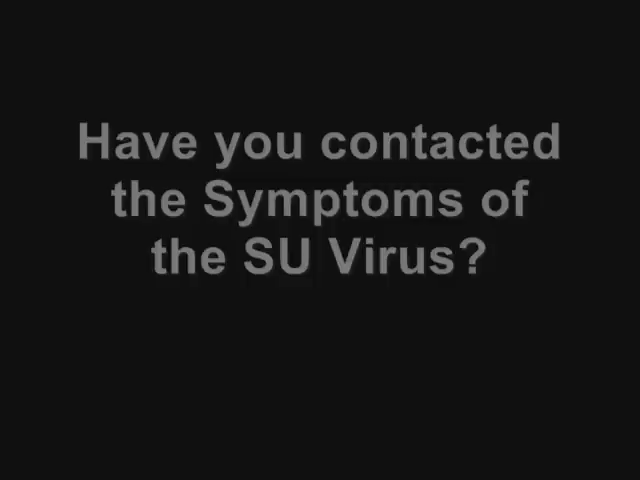 Have you contacted
the Symptoms of
the SU Virus?